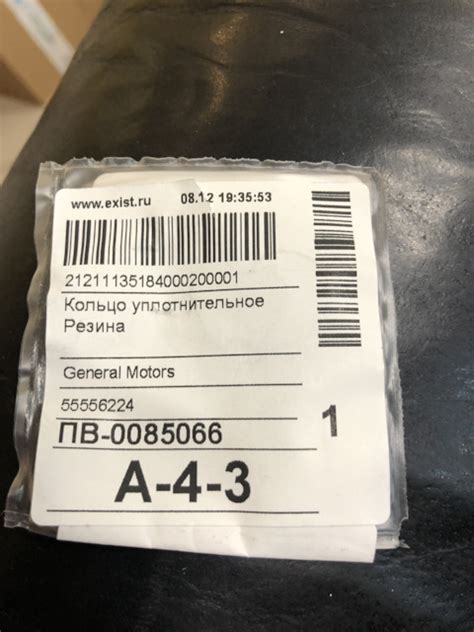 www.exist.ru 08.12 19:35:53
21211135184000200001
Кольцо уплотнительное
Резина
General Motors
55556224
1
ПВ-0085066
А-4-3